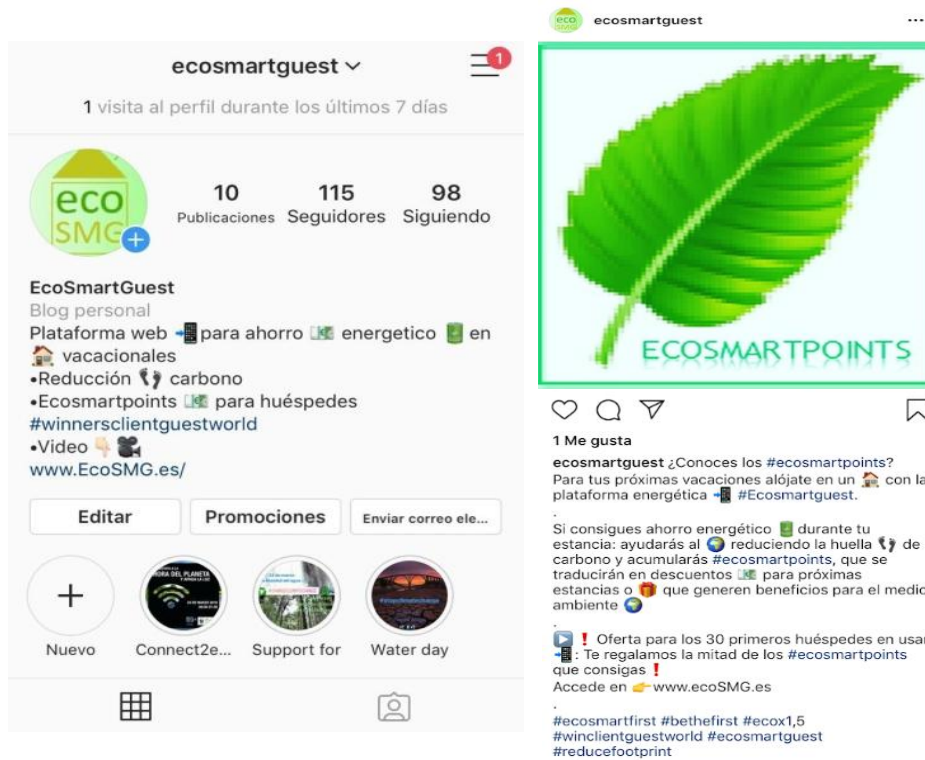 ecosmartguest
1
1 visita al perfil durante los últimos 7 días
eco
SMG
10 115 98
Publicaciones Seguidores Siguiendo
EcoSmartGuest
Blog personal
Plataforma web 📲para ahorro 💵 energetico 🔋 en
🏠 vacacionales
•Reducción 👣 carbono
•Ecosmartpoints 💵 para huéspedes
#winnersclientguestworld
•Video 👇🏻 🎥
www.EcoSMG.es/
Editar Promociones Enviar correo ele...
Nuevo Connect2e... Support for Water day
eco
ecosmartguest ...
ECOSMARTPOINTS
1 Me gusta
ecosmartguest ¿Conoces los #ecosmartpoints?
Para tus próximas vacaciones alójate en un 🏠 con la
plataforma energética 📲 #Ecosmartguest.
.
Si consigues ahorro energético 🔋 durante tu
estancia: ayudarás al 🌍 reduciendo la huella 👣 de
carbono y acumularás #ecosmartpoints, que se
traducirán en descuentos 💵 para próximas
estancias o 🎁 que generen beneficios para el medio
ambiente 🌍
.
▶️❗ Oferta para los 30 primeros huéspedes en usar
📲: Te regalamos la mitad de los #ecosmartpoints
que consigas❗
Accede en 👉www.ecoSMG.es
.
#ecosmartfirst #bethefirst #ecox1,5
#winclientguestworld #ecosmartguest
#reducefootprint